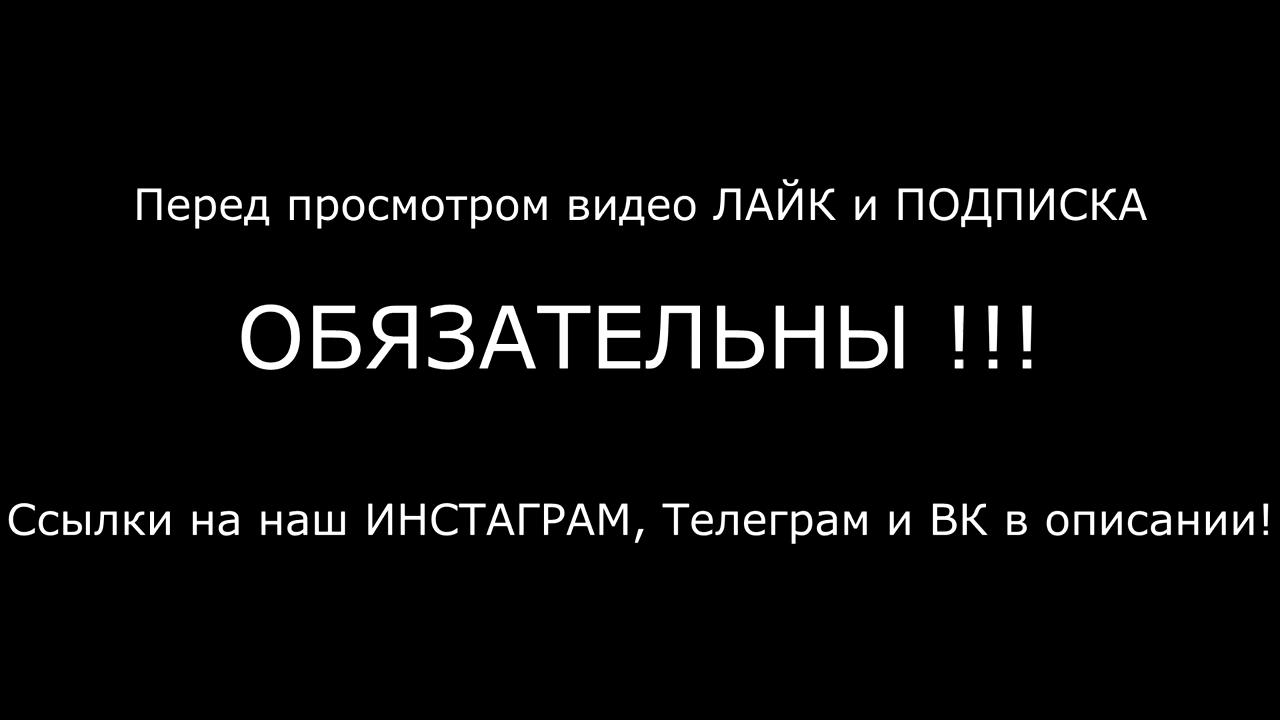 Перед просмотром видео ЛАЙК и ПОДПИСКА
ОБЯЗАТЕЛЬНЫ !!!
Ссылки на наш ИНСТАГРАМ, Телеграм и ВК в описании!